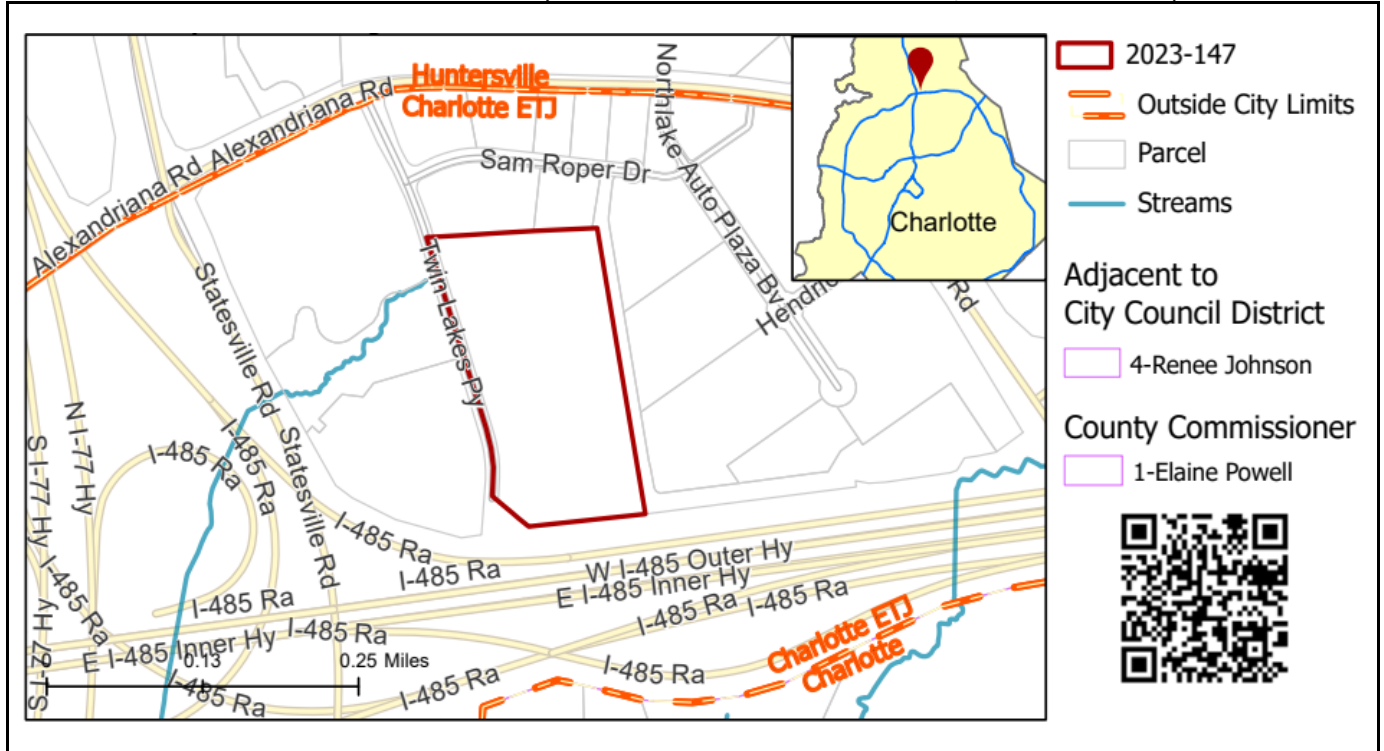 Huntersville
Charlotte ETJ
Alexandriana Rd
Alexandriana Rd
Sam Roper Dr
Northlake Auto Plaza Bv
Hendric
Rd
Charlotte
Twin Lakes Py
Statesville Rd
Statesville Rd
N I-77 Hy
S I-77 Hy
S I-77 Hy
I-485 Ra
I-485 Ra
I-485 Ra
I-485 Ra
I-485 Ra
W I-485 Outer Hy
E I-485 Inner Hy
I-485 Ra
I-485 Ra
I-485 Ra
I-485 Ra
E I-485 Inner Hy
I-485 Ra
I-485 Ra
I-485 Ra
Charlotte ETJ
Charlotte
0.13
0.25 Miles
2023-147
Outside City Limits
Parcel
Streams
Adjacent to
City Council District
4-Renee Johnson
County Commissioner
1-Elaine Powell